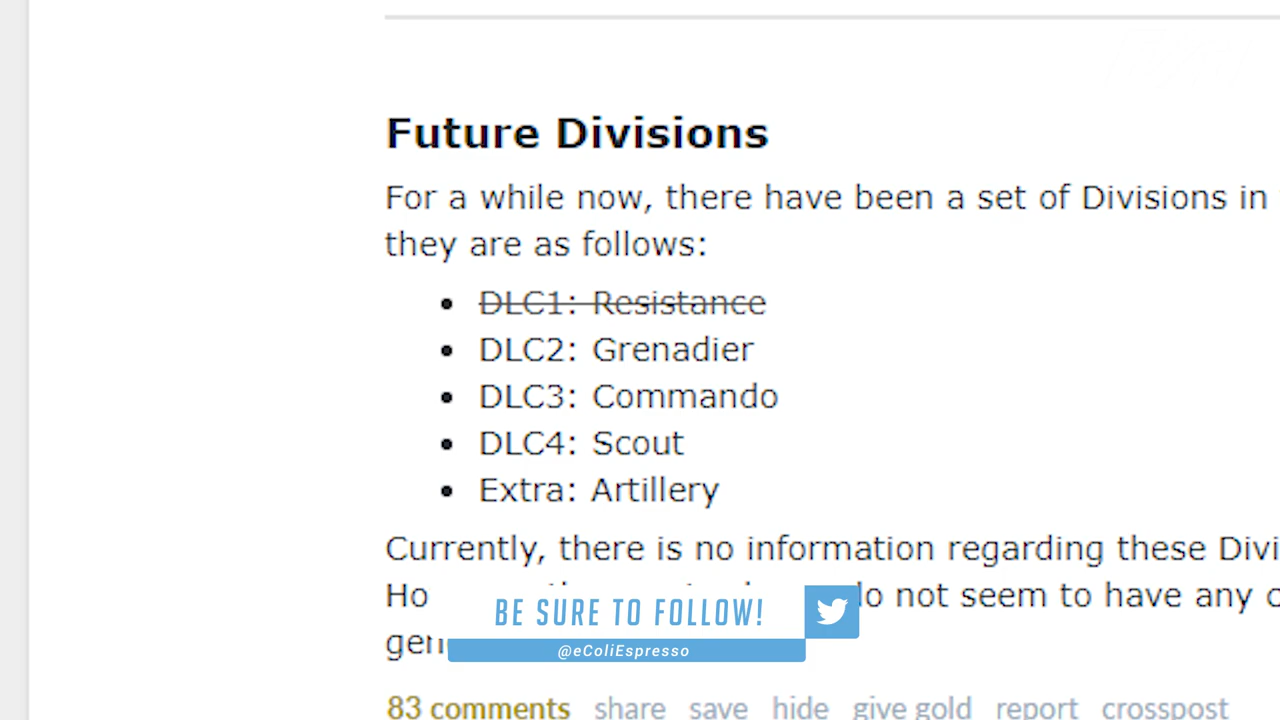 Future Divisions
For a while now, there have been a set of Divisions in
they are as follows:
• DLC1: Resistance
• DLC2: Grenadier
• DLC3: Commando
• DLC4: Scout
• Extra: Artillery
Currently, there is no information regarding these Divi
Ho do not seem to have any
gen
BE SURE TO FOLLOW!
@eColiEspresso
83 comments share save hide give gold report crosspost